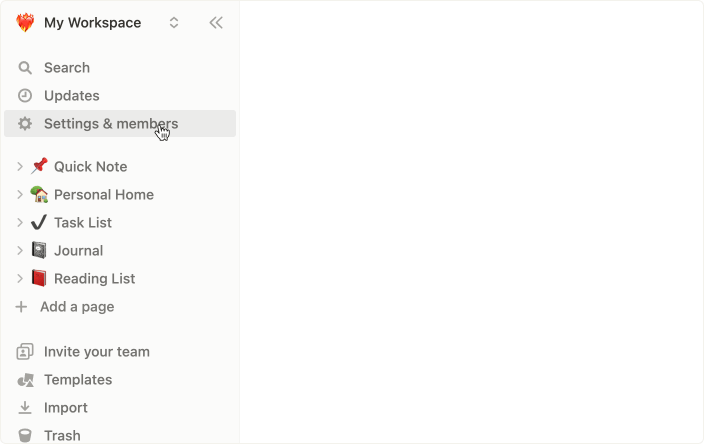 My Workspace
Search
Updates
Settings & members
Quick Note
Personal Home
Task List
Journal
Reading List
Add a page
Invite your team
Templates
Import
Trash